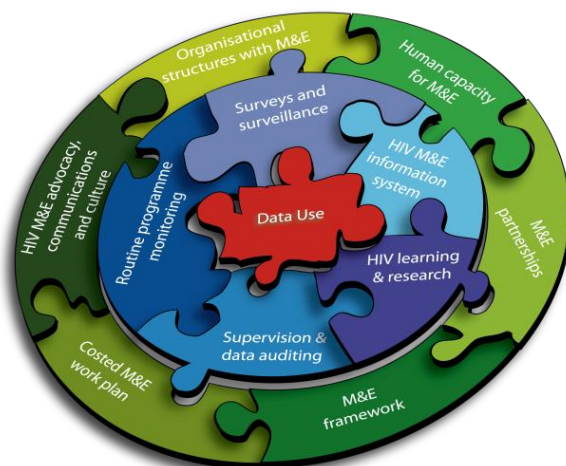 Organisational
structures with M&E
Human capacity
for M&E
M&E
partnerships
M&E
framework
Costed M&E
work plan
HIV M&E advocacy,
communications
and culture
Surveys and
surveillance
HIV M&E
information
system
HIV learning
& research
Supervision &
data auditing
Routine programme
monitoring
Data Use